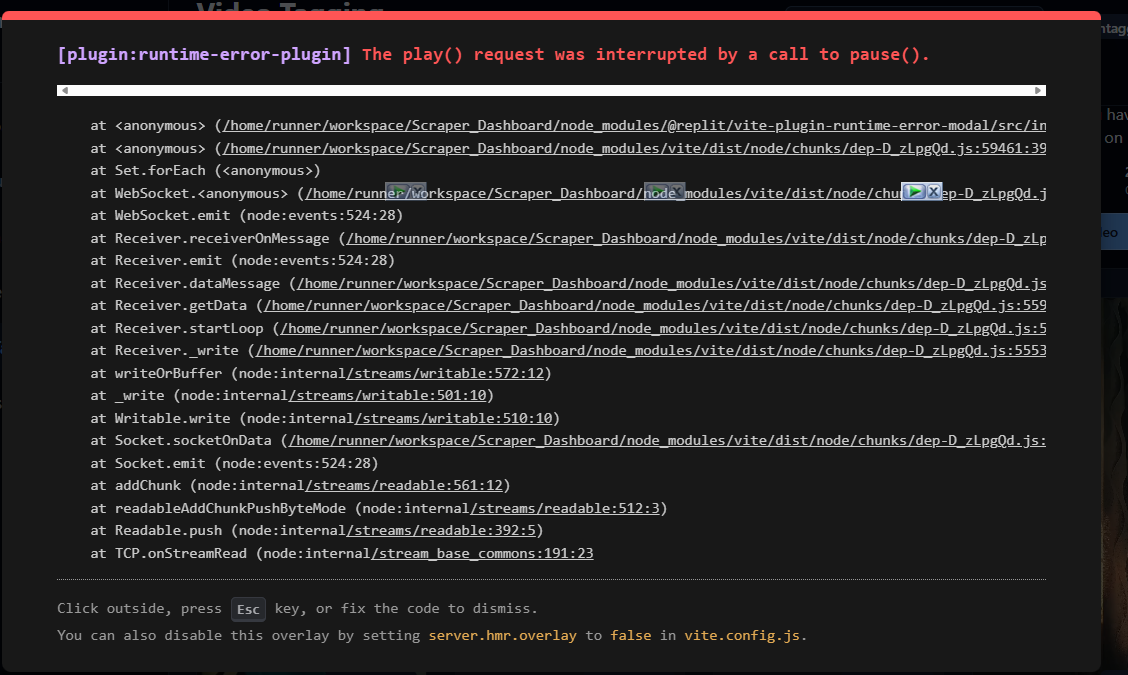 Video Tagging
[plugin:runtime-error-plugin] The play() request was interrupted by a call to pause().
at <anonymous> (/home/runner/workspace/Scraper_Dashboard/node_modules/@replit/vite-plugin-runtime-error-modal/src/in
at <anonymous> (/home/runner/workspace/Scraper_Dashboard/node_modules/vite/dist/node/chunks/dep-D_zLpgQd.js:59461:39
at Set.forEach (<anonymous>)
at WebSocket.<anonymous> (/home/runner/workspace/Scraper_Dashboard/node_modules/vite/dist/node/chunks/dep-D_zLpgQd.j
at WebSocket.emit (node:events:524:28)
at Receiver.receiverOnMessage (/home/runner/workspace/Scraper_Dashboard/node_modules/vite/dist/node/chunks/dep-D_zLp
at Receiver.emit (node:events:524:28)
at Receiver.dataMessage (/home/runner/workspace/Scraper_Dashboard/node_modules/vite/dist/node/chunks/dep-D_zLpgQd.js
at Receiver.getData (/home/runner/workspace/Scraper_Dashboard/node_modules/vite/dist/node/chunks/dep-D_zLpgQd.js:559
at Receiver.startLoop (/home/runner/workspace/Scraper_Dashboard/node_modules/vite/dist/node/chunks/dep-D_zLpgQd.js:5
at Receiver._write (/home/runner/workspace/Scraper_Dashboard/node_modules/vite/dist/node/chunks/dep-D_zLpgQd.js:5553
at writeOrBuffer (node:internal/streams/writable:572:12)
at _write (node:internal/streams/writable:501:10)
at Writable.write (node:internal/streams/writable:510:10)
at Socket.socketOnData (/home/runner/workspace/Scraper_Dashboard/node_modules/vite/dist/node/chunks/dep-D_zLpgQd.js:
at Socket.emit (node:events:524:28)
at addChunk (node:internal/streams/readable:561:12)
at readableAddChunkPushByteMode (node:internal/streams/readable:512:3)
at Readable.push (node:internal/streams/readable:392:5)
at TCP.onStreamRead (node:internal/stream_base_commons:191:23
Click outside, press Esc key, or fix the code to dismiss.
You can also disable this overlay by setting server.hmr.overlay to false in vite.config.js.